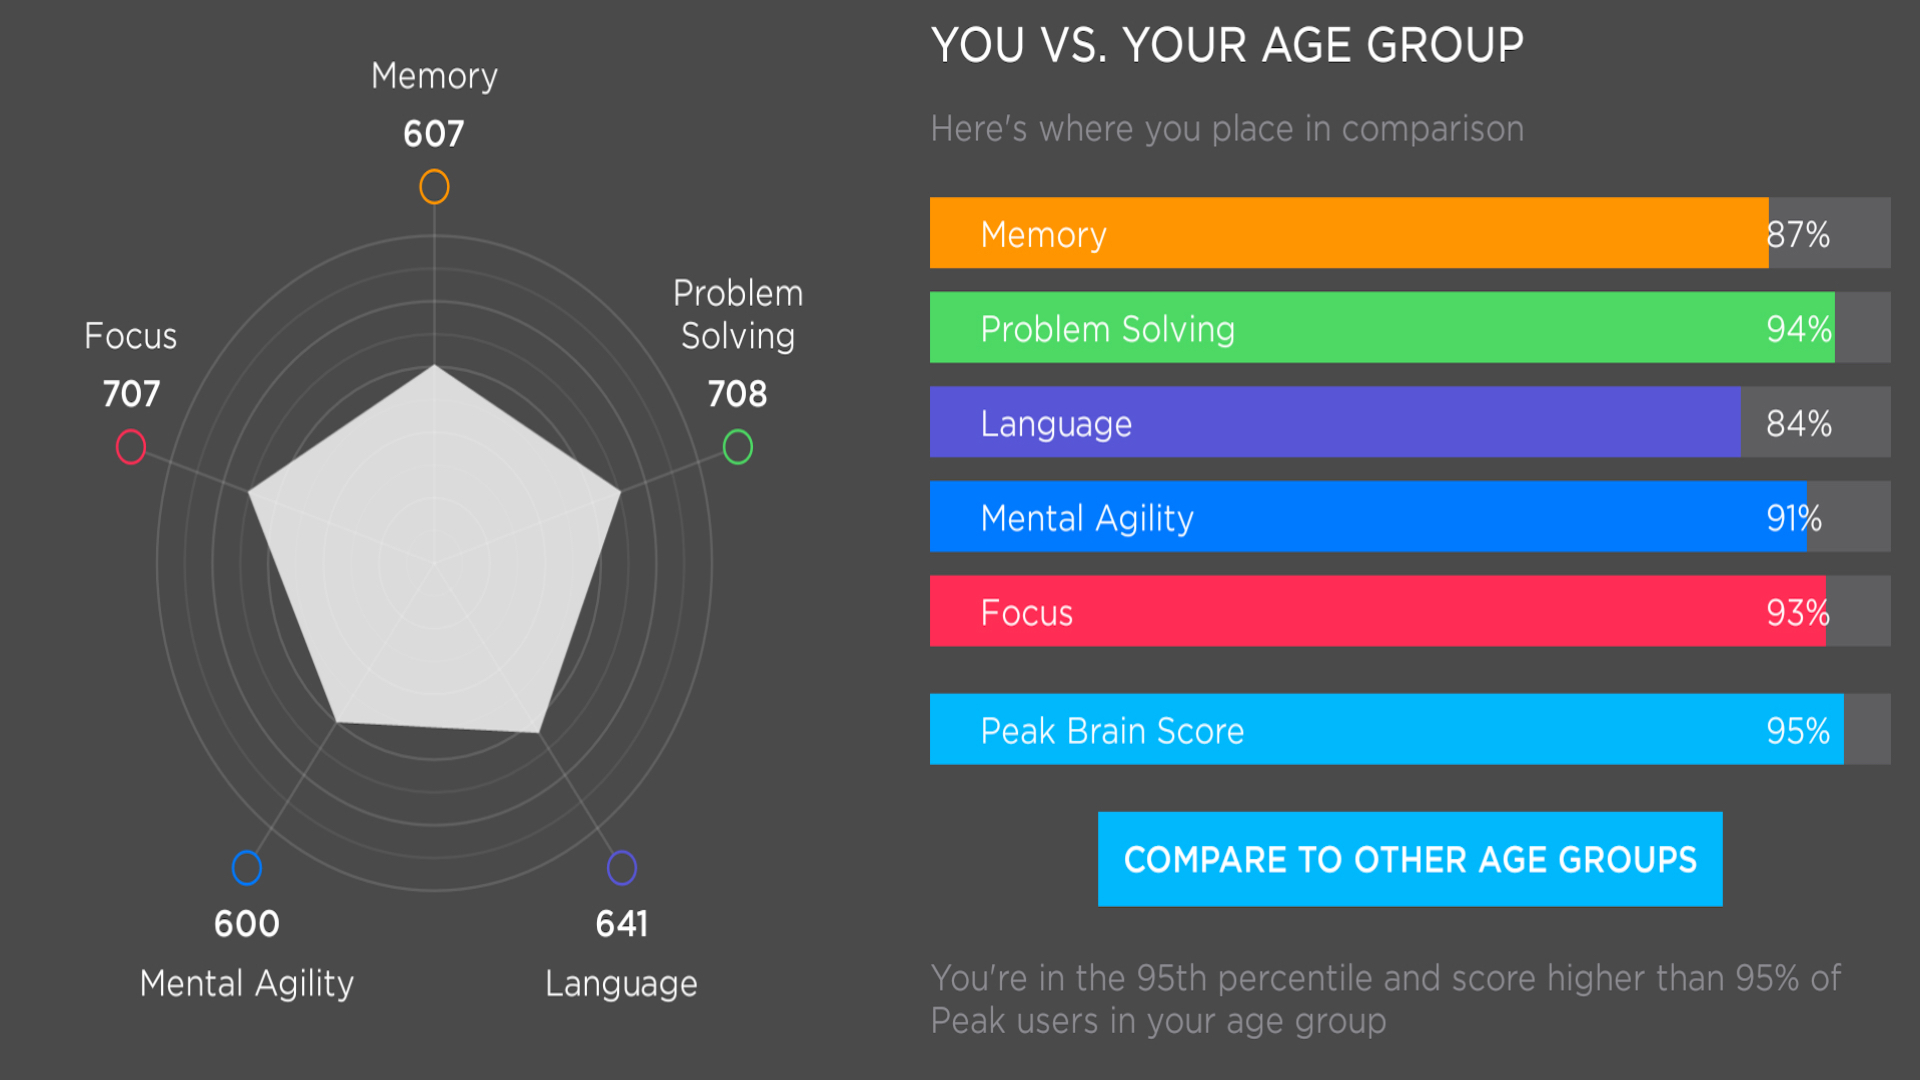 Memory
607
Problem
Solving
708
Focus
707
600
Mental Agility
641
Language
YOU VS. YOUR AGE GROUP
Here's where you place in comparison
Memory 87%
Problem Solving 94%
Language 84%
Mental Agility 91%
Focus 93%
Peak Brain Score 95%
COMPARE TO OTHER AGE GROUPS
You're in the 95th percentile and score higher than 95% of
Peak users in your age group